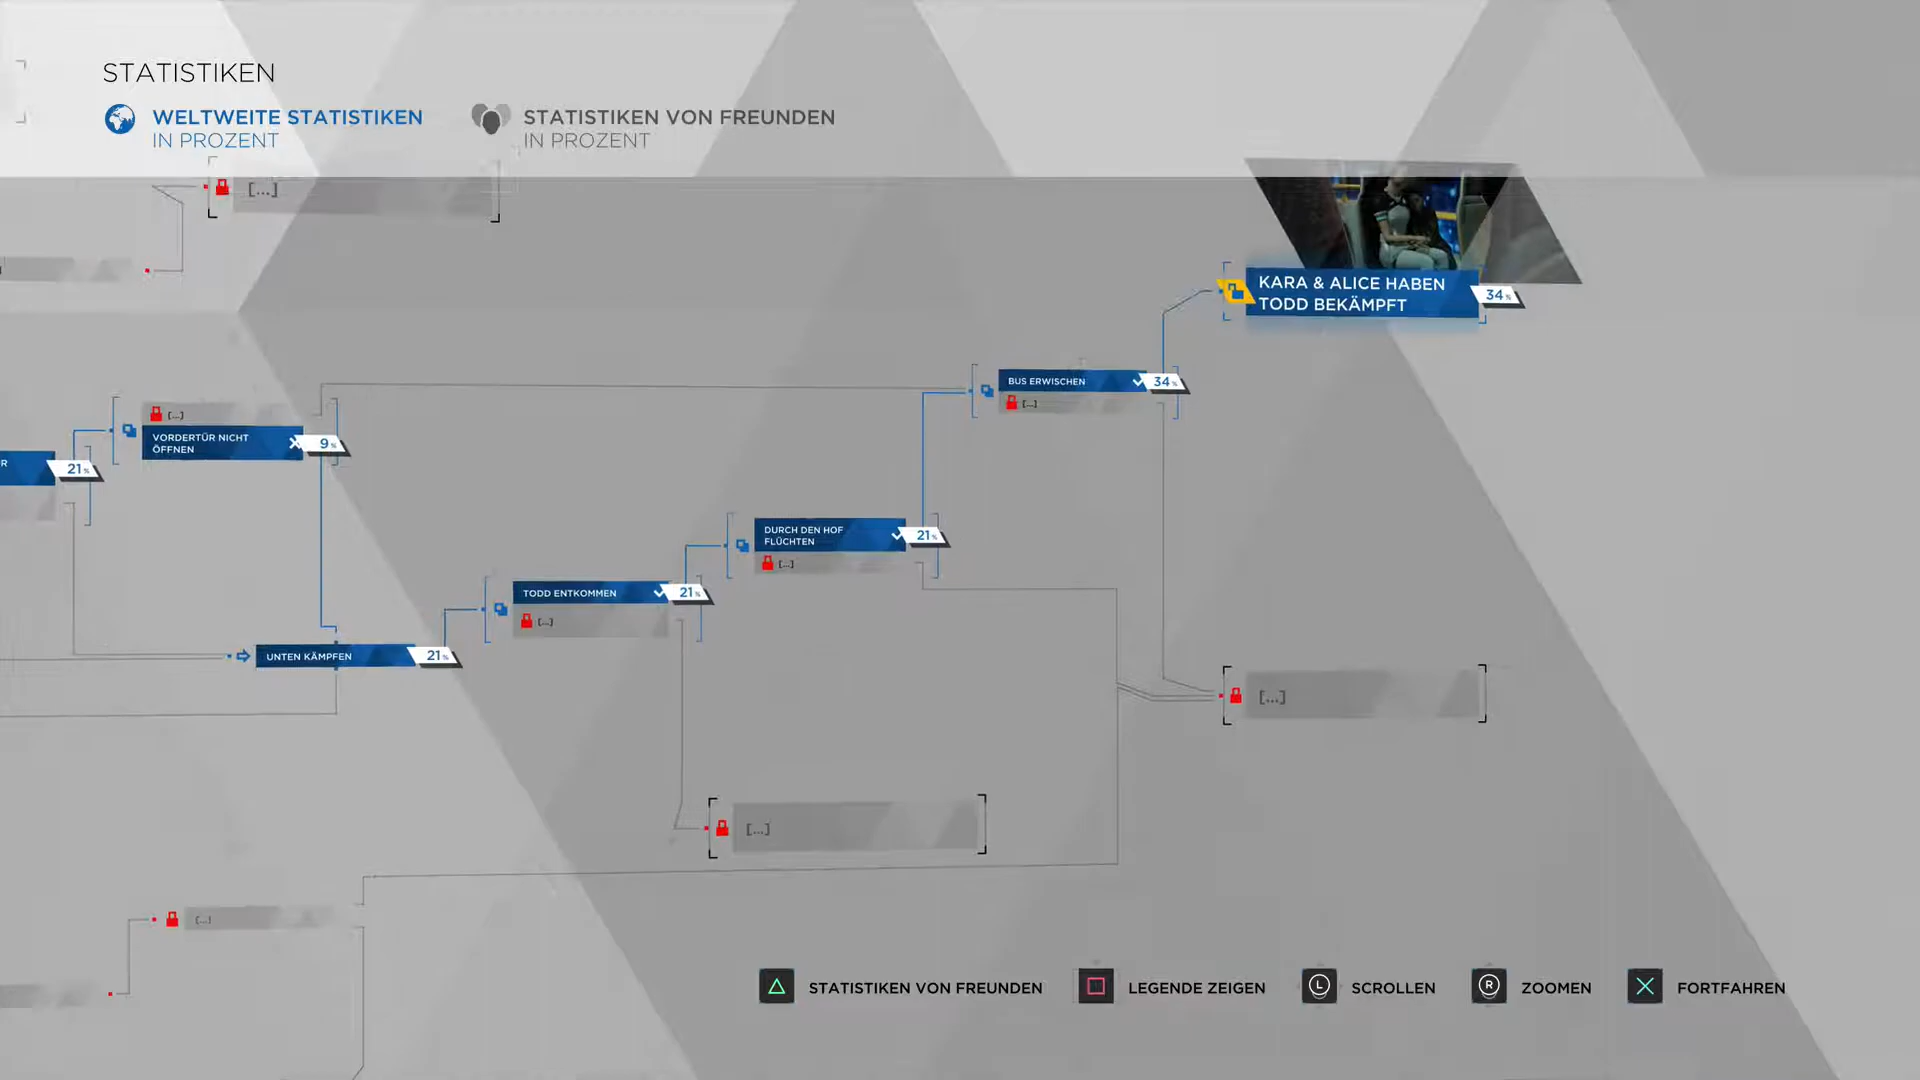 STATISTIKEN
WELTWEITE STATISTIKEN
IN PROZENT
STATISTIKEN VON FREUNDEN
IN PROZENT
[...]
KARA & ALICE HABEN
TODD BEKÄMPFT
34%
BUS ERWISCHEN
34%
[...]
[...]
VORDERTÜR NICHT
ÖFFNEN
9%
R
21%
DURCH DEN HOF
FLÜCHTEN
21%
[...]
TODD ENTKOMMEN
21%
[...]
UNTEN KÄMPFEN
21%
[...]
[...]
[...]
STATISTIKEN VON FREUNDEN
LEGENDE ZEIGEN
L
SCROLLEN
R
ZOOMEN
FORTFAHREN